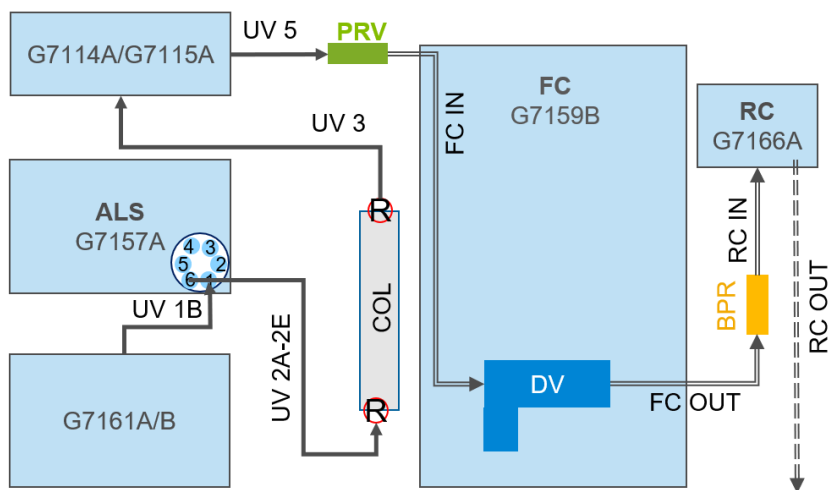 UV 5
PRV
G7114A/G7115A
FC
G7159B
FC IN
RC
G7166A
UV 3
ALS
G7157A
4
3
5
2
6
1
R
COL
R
UV 1B
UV 2A-2E
G7161A/B
DV
FC OUT
BPR
RC IN
RC OUT